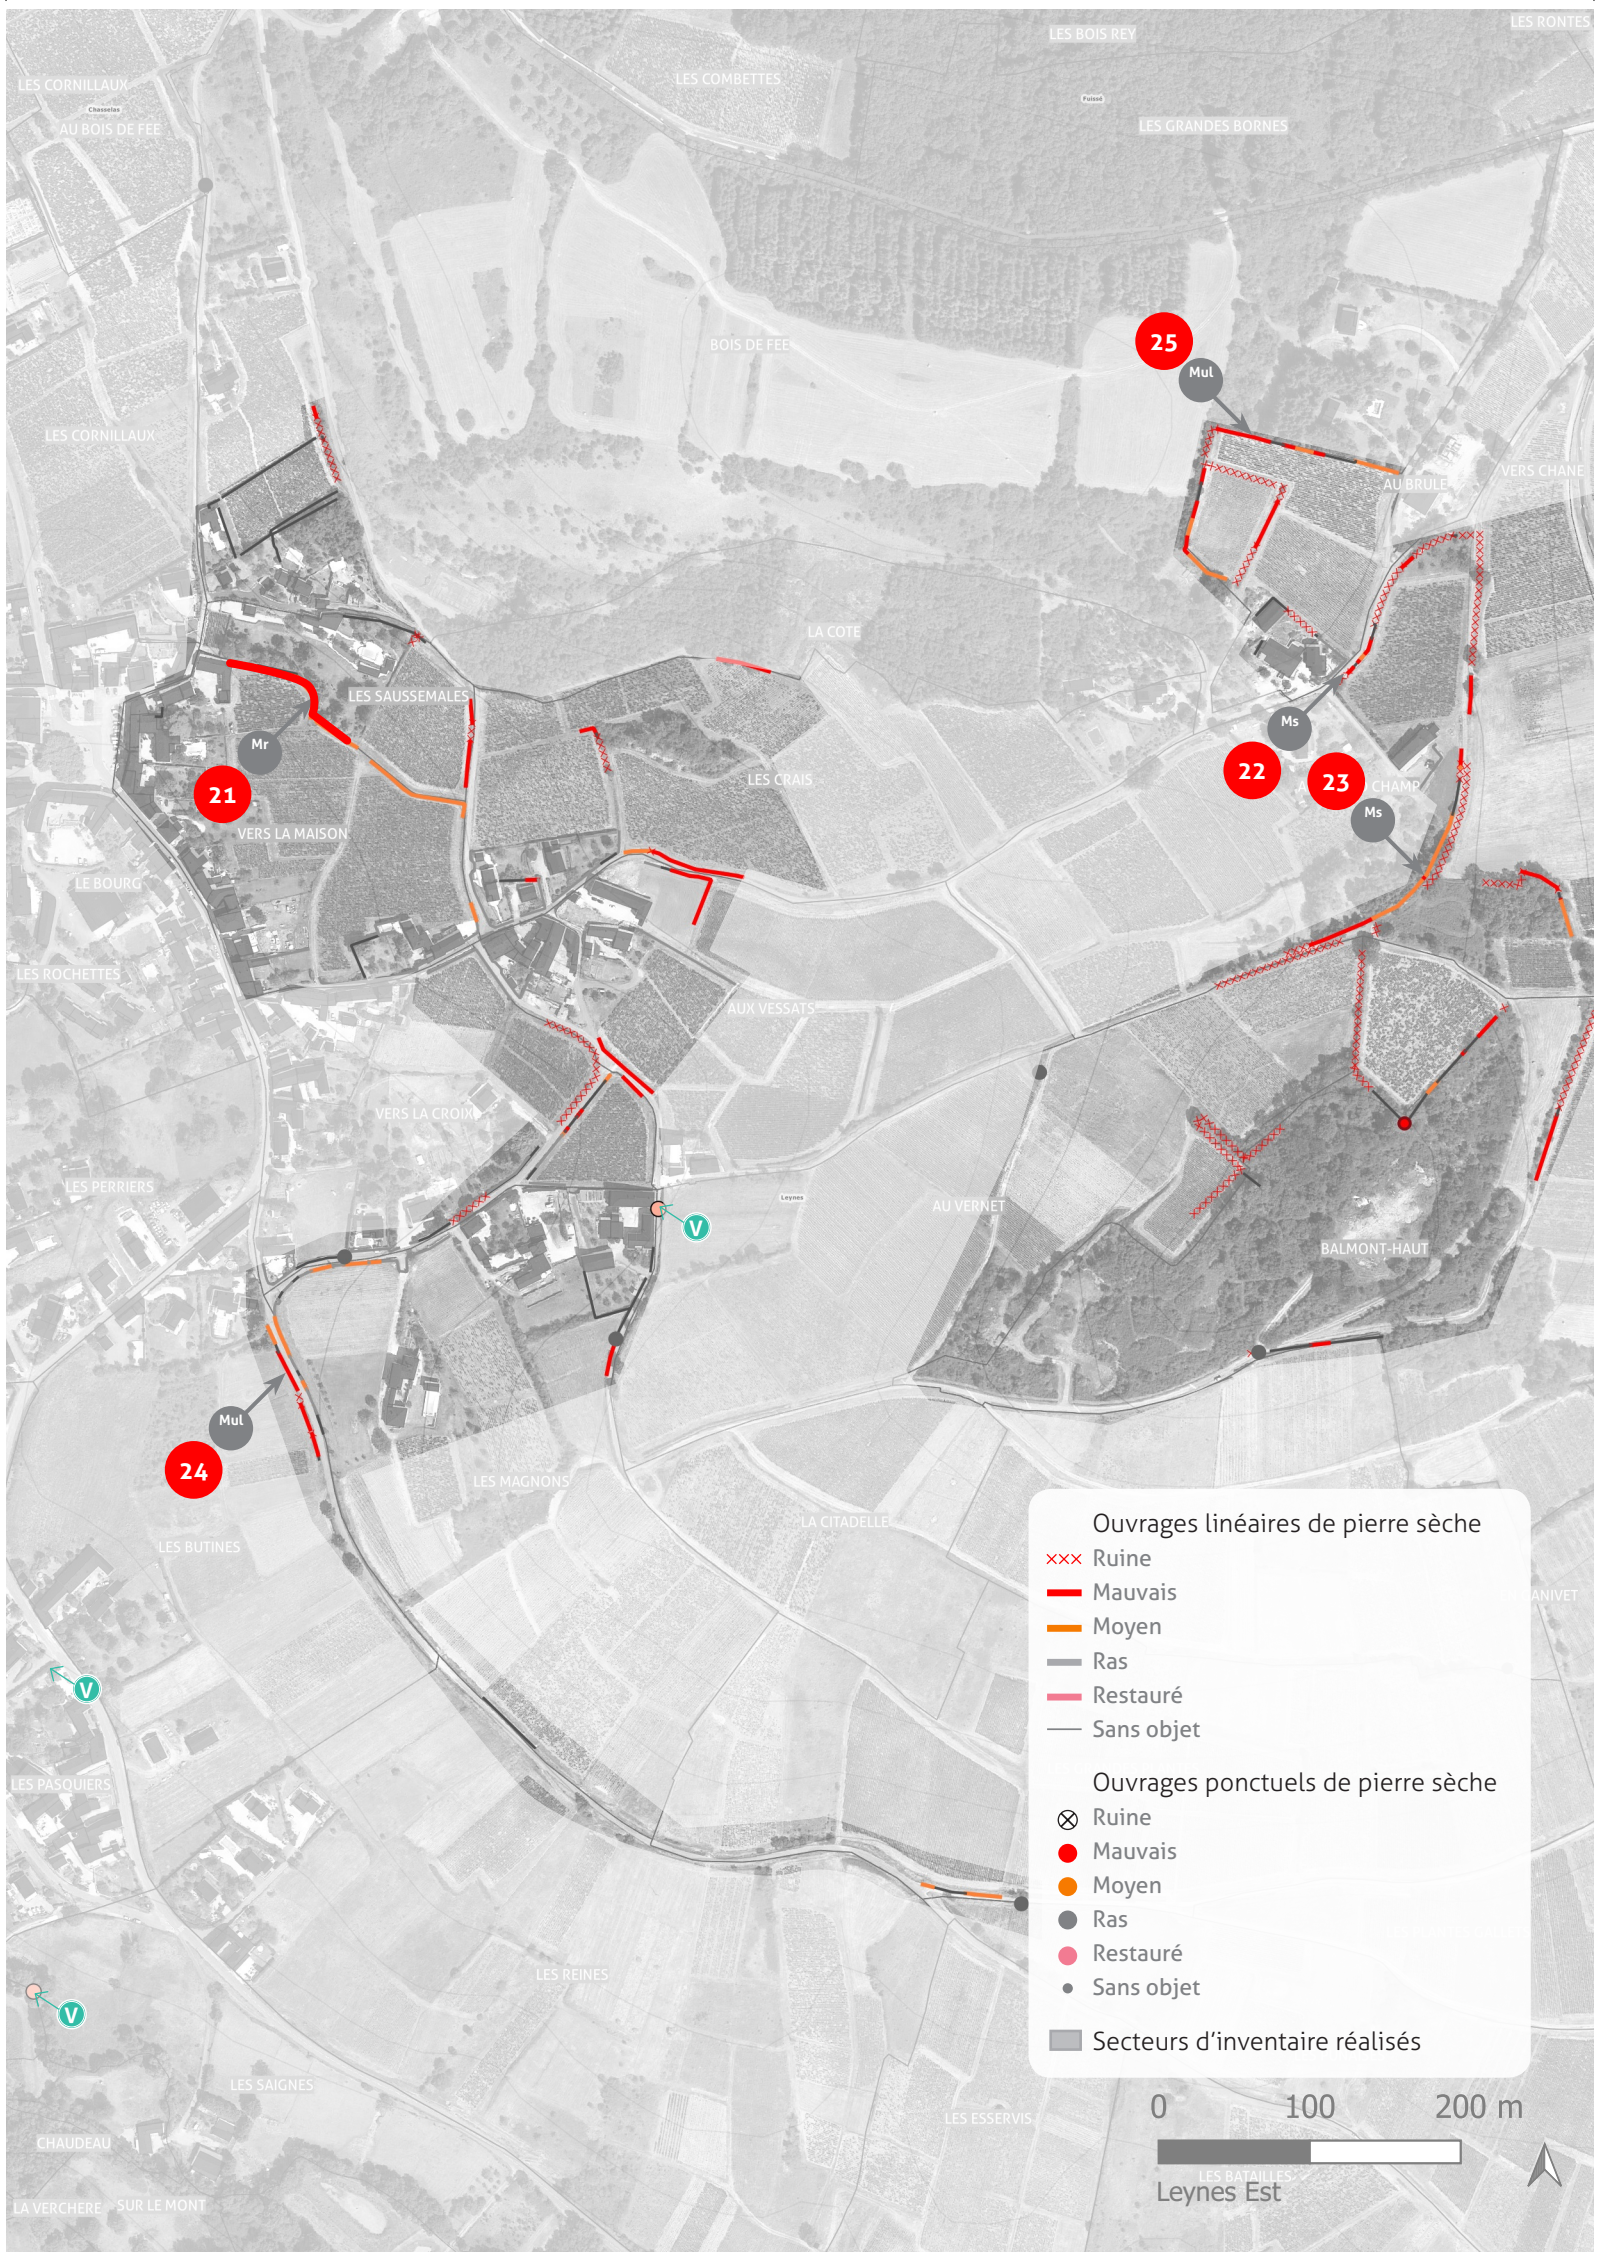 LES RONTES
LES BOIS REY
LES COMBETTES
LES CORNILLAUX
Chasselas
Fuissé
AU BOIS DE FEE
LES GRANDES BORNES
25
BOIS DE FEE
Mul
LES CORNILLAUX
VERS CHANE
AU BRULE
LA COTE
LES SAUSSEMALES
Ms
Mr
22
23
LES CRAIS
CHAMP
21
Ms
VERS LA MAISON
LE BOURG
LES ROCHETTES
AUX VESSATS
VERS LA CROIX
LES PERRIERS
Leynes
AU VERNET
V
BALMONT-HAUT
Mul
24
LES MAGNONS
LA CITADELLE
LES BUTINES
Ouvrages linéaires de pierre sèche
xxx Ruine
Mauvais
ANIVET
Moyen
Ras
V
Restauré
Sans objet
LES PASQUIERS
Ouvrages ponctuels de pierre sèche
Ruine
Mauvais
Moyen
Ras
Restauré
LES REINES
Sans objet
V
Secteurs d'inventaire réalisés
LES SAIGNES
0 100 200 m
LES ESSERVIS
CHAUDEAU
LES BATAILLES
Leynes Est
LA VERCHERE
SUR LE MONT